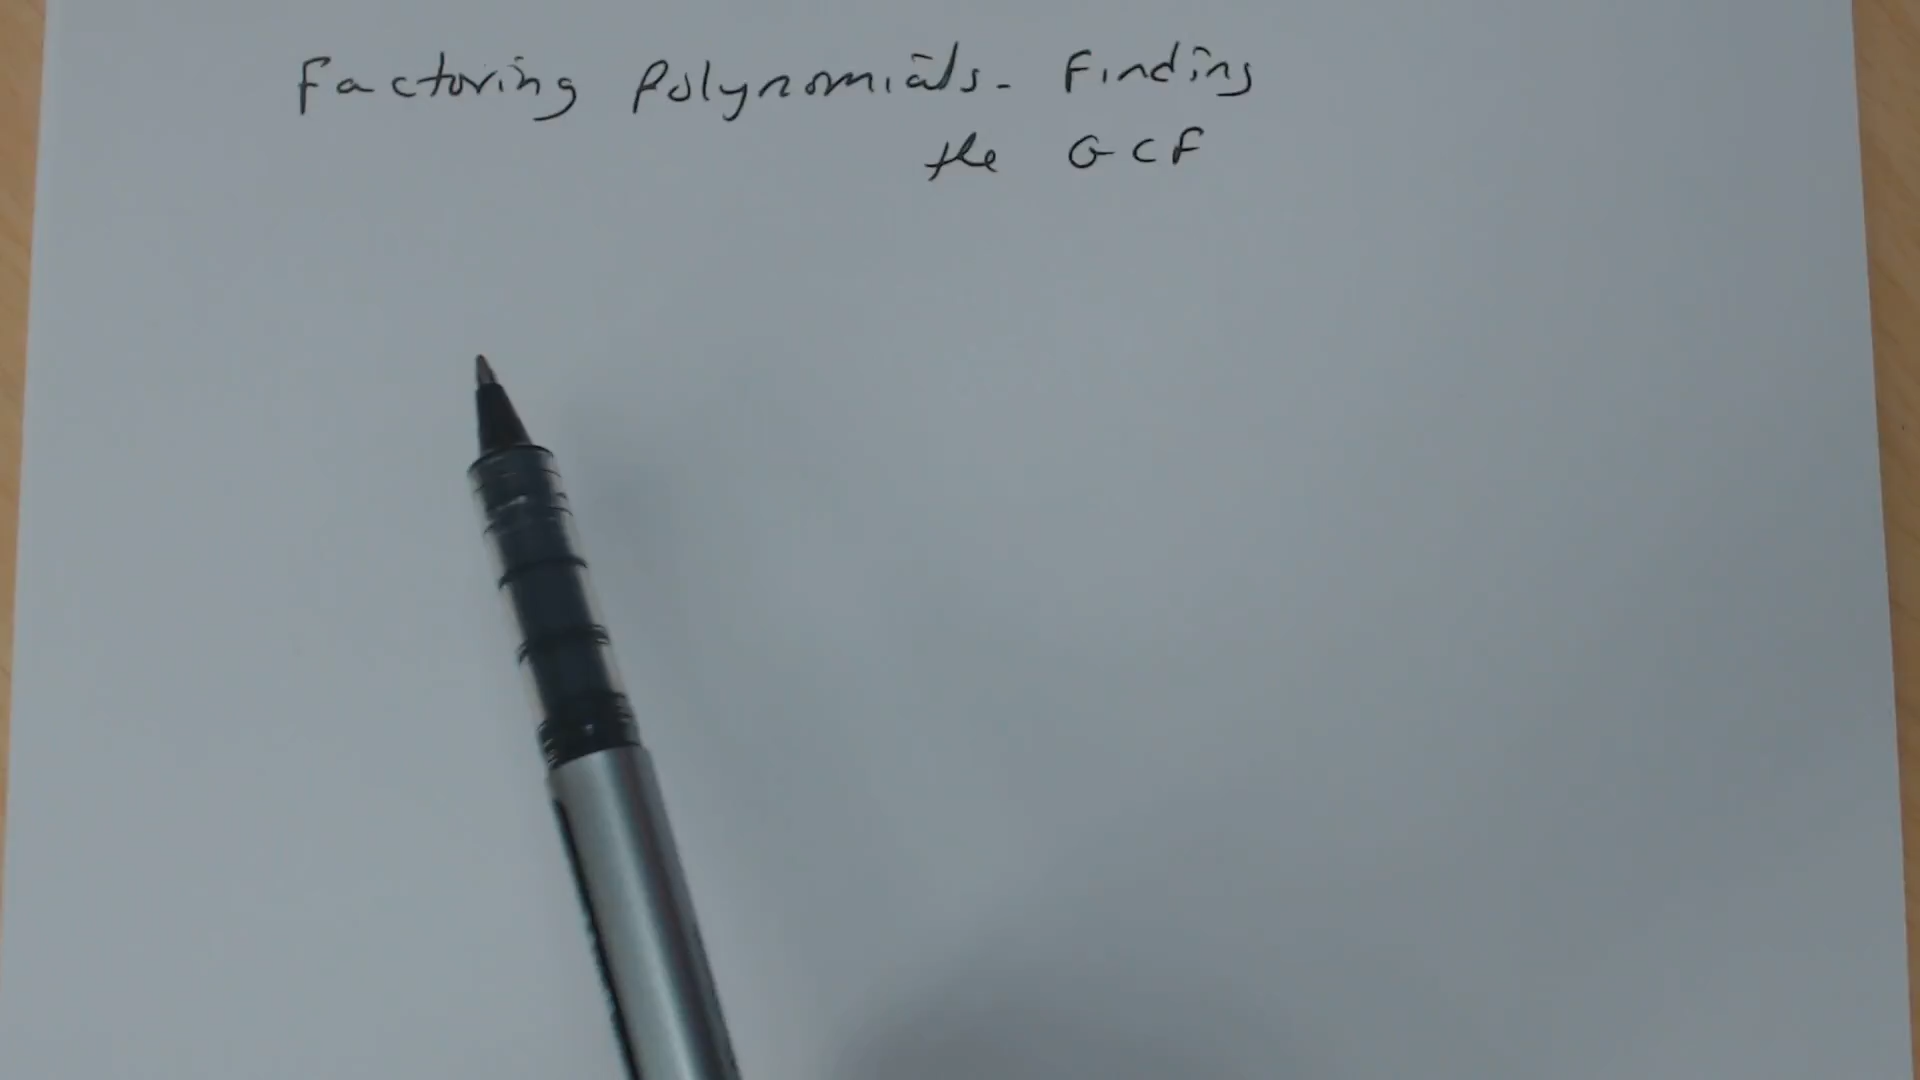 Factoring Polynomials - Finding
the GCF